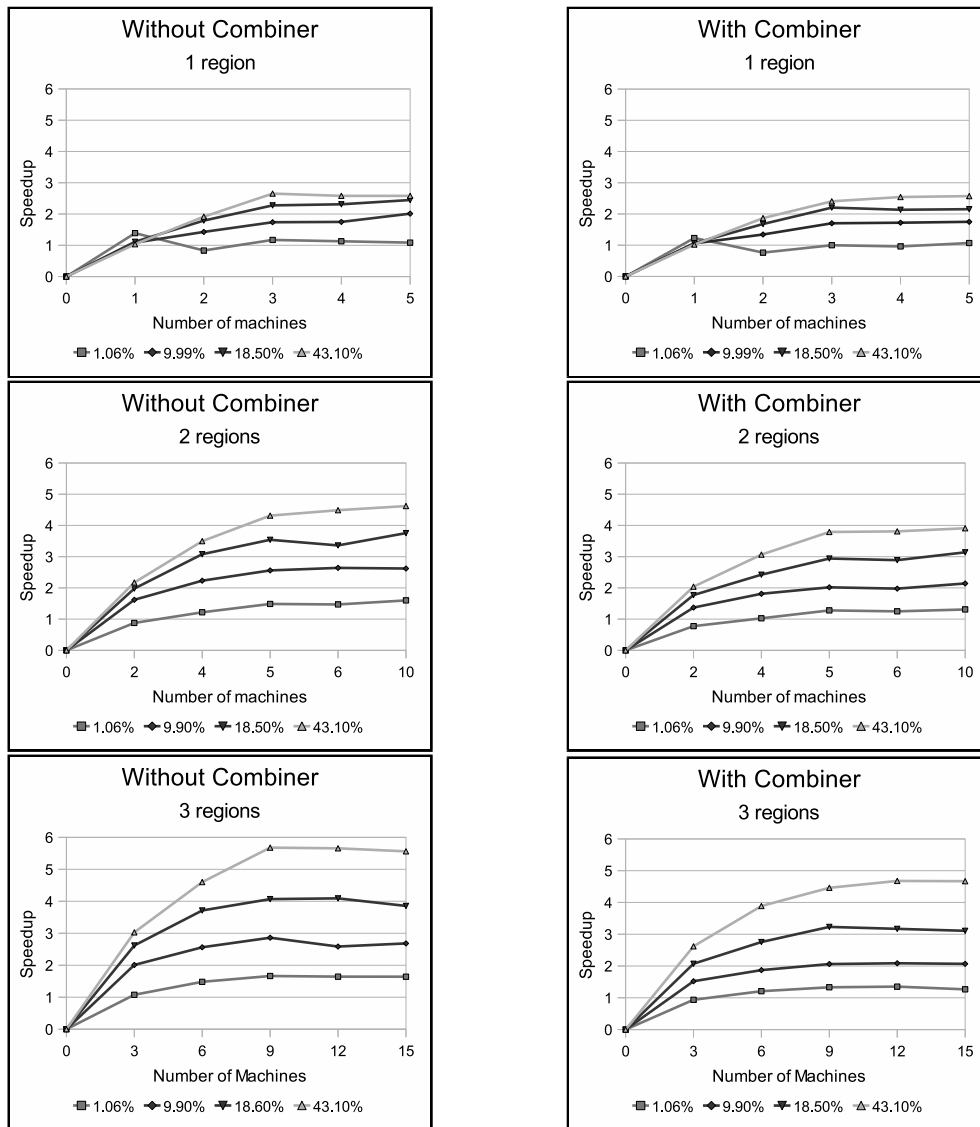 Without Combiner
1 region
6
5
4
3
2
1
0
Speedup
0 1 2 3 4 5
Number of machines
1.06% 9.99% 18.50% 43.10%
With Combiner
1 region
6
5
4
3
2
1
0
Speedup
0 1 2 3 4 5
Number of machines
1.06% 9.99% 18.50% 43.10%
Without Combiner
2 regions
6
5
4
3
2
1
0
Speedup
0 2 4 5 6 10
Number of machines
1.06% 9.90% 18.50% 43.10%
With Combiner
2 regions
6
5
4
3
2
1
0
Speedup
0 2 4 5 6 10
Number of machines
1.06% 9.90% 18.50% 43.10%
Without Combiner
3 regions
6
5
4
3
2
1
0
Speedup
0 3 6 9 12 15
Number of Machines
1.06% 9.90% 18.60% 43.10%
With Combiner
3 regions
6
5
4
3
2
1
0
Speedup
0 3 6 9 12 15
Number of Machines
1.06% 9.90% 18.50% 43.10%